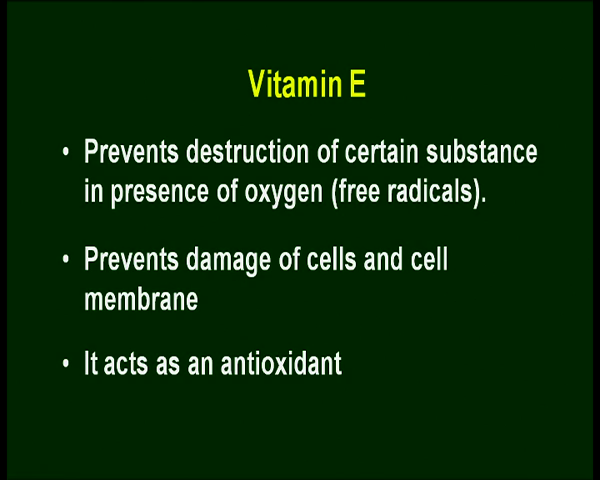 Vitamin E
• Prevents destruction of certain substance
in presence of oxygen (free radicals).
• Prevents damage of cells and cell
membrane
• It acts as an antioxidant